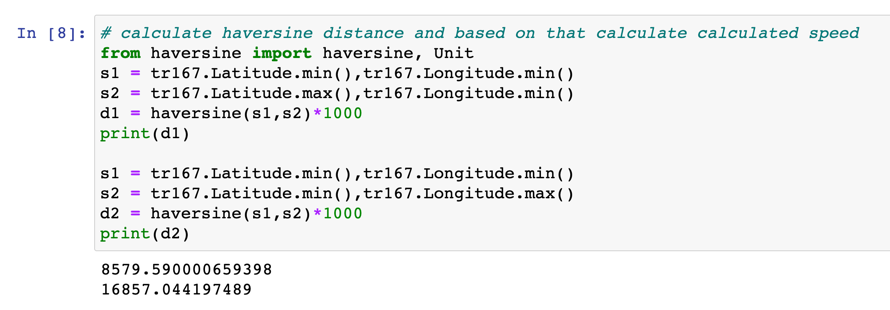 In [8]: # calculate haversine distance and based on that calculate calculated speed
from haversine import haversine, Unit
s1 = tr167.Latitude.min(),tr167.Longitude.min()
s2 = tr167.Latitude.max(),tr167.Longitude.min()
d1 = haversine(s1,s2)*1000
print(d1)

s1 = tr167.Latitude.min(),tr167.Longitude.min()
s2 = tr167.Latitude.min(),tr167.Longitude.max()
d2 = haversine(s1,s2)*1000
print(d2)
8579.590000659398
16857.044197489